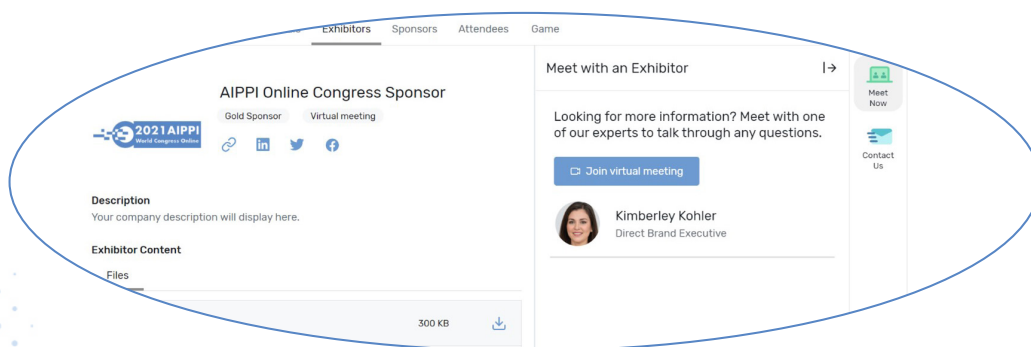 Exhibitors Sponsors Attendees Game
AIPPI Online Congress Sponsor
Gold Sponsor Virtual meeting
2021AIPPI
World Congress Online
Description
Your company description will display here.
Exhibitor Content
Files
300 KB
Meet with an Exhibitor
Looking for more information? Meet with one
of our experts to talk through any questions.
Join virtual meeting
Kimberley Kohler
Direct Brand Executive
Meet
Now
Contact
Us